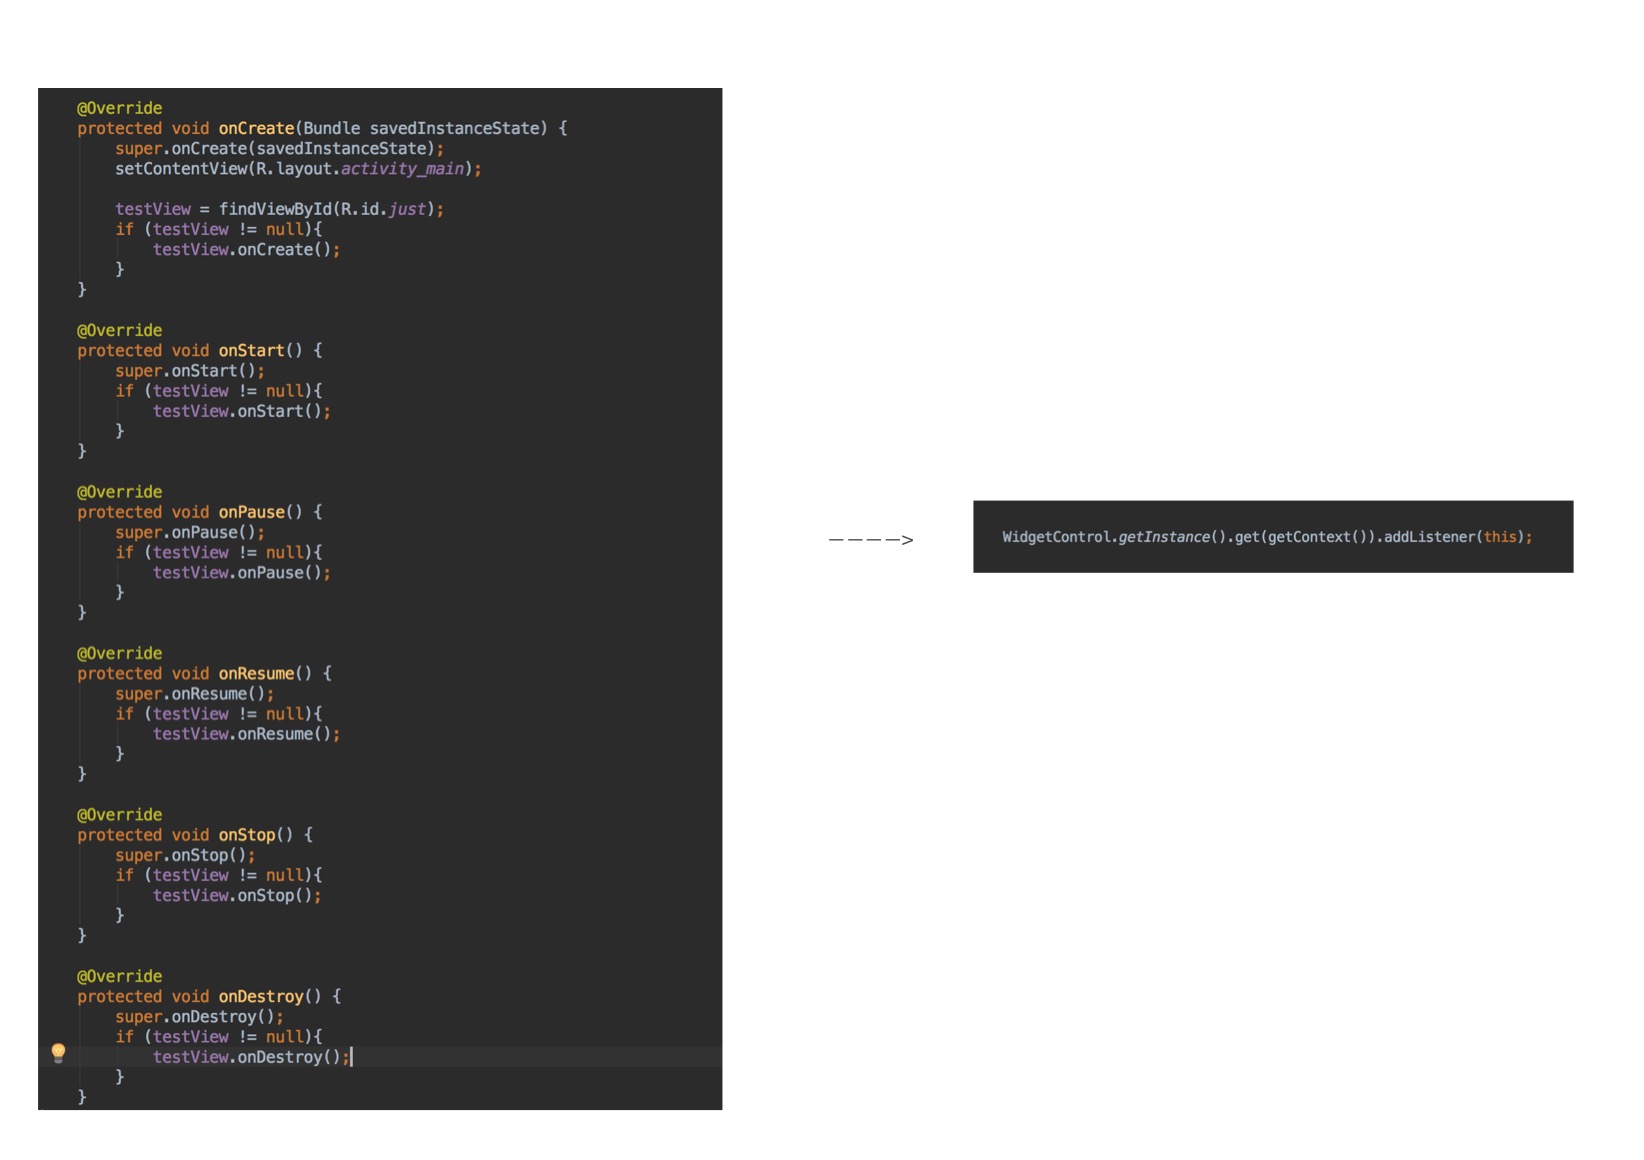 @Override
protected void onCreate(Bundle savedInstanceState) {
super.onCreate(savedInstanceState);
setContentView(R.layout.activity_main);
testView = findViewById(R.id.just);
if (testView != null){
testView.onCreate();
}
}
@Override
protected void onStart() {
super.onStart();
if (testView != null){
testView.onStart();
}
}
@Override
protected void onPause() {
super.onPause();
if (testView != null){
testView.onPause();
}
}
@Override
protected void onResume() {
super.onResume();
if (testView != null){
testView.onResume();
}
}
@Override
protected void onStop() {
super.onStop();
if (testView != null){
testView.onStop();
}
}
@Override
protected void onDestroy() {
super.onDestroy();
if (testView != null){
testView.onDestroy();
}
}
---->
WidgetControl.getInstance().get(getContext()).addListener(this);